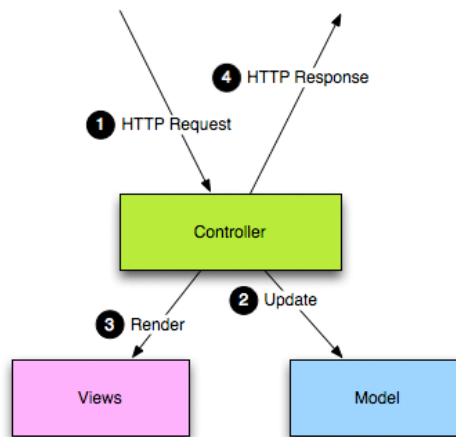 4 HTTP Response
1 HTTP Request
Controller
2 Update
3 Render
Views
Model